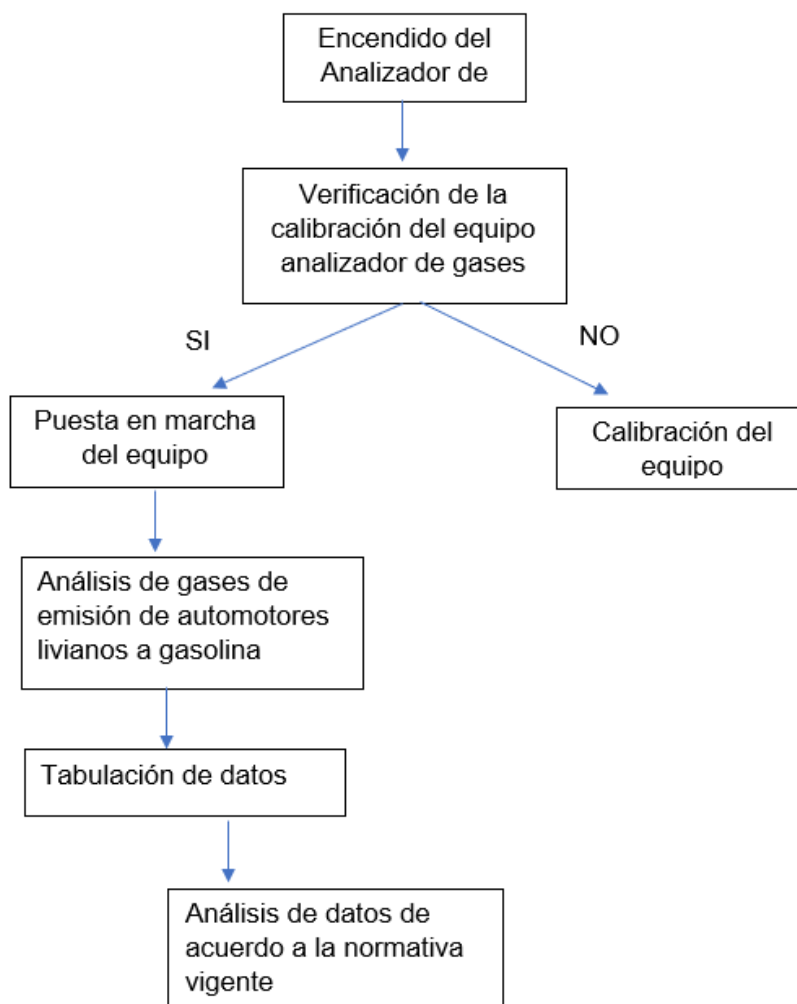 Encendido del
Analizador de
Verificación de la
calibración del equipo
analizador de gases
SI
NO
Puesta en marcha
del equipo
Calibración del
equipo
Análisis de gases de
emisión de automotores
livianos a gasolina
Tabulación de datos
Análisis de datos de
acuerdo a la normativa
vigente